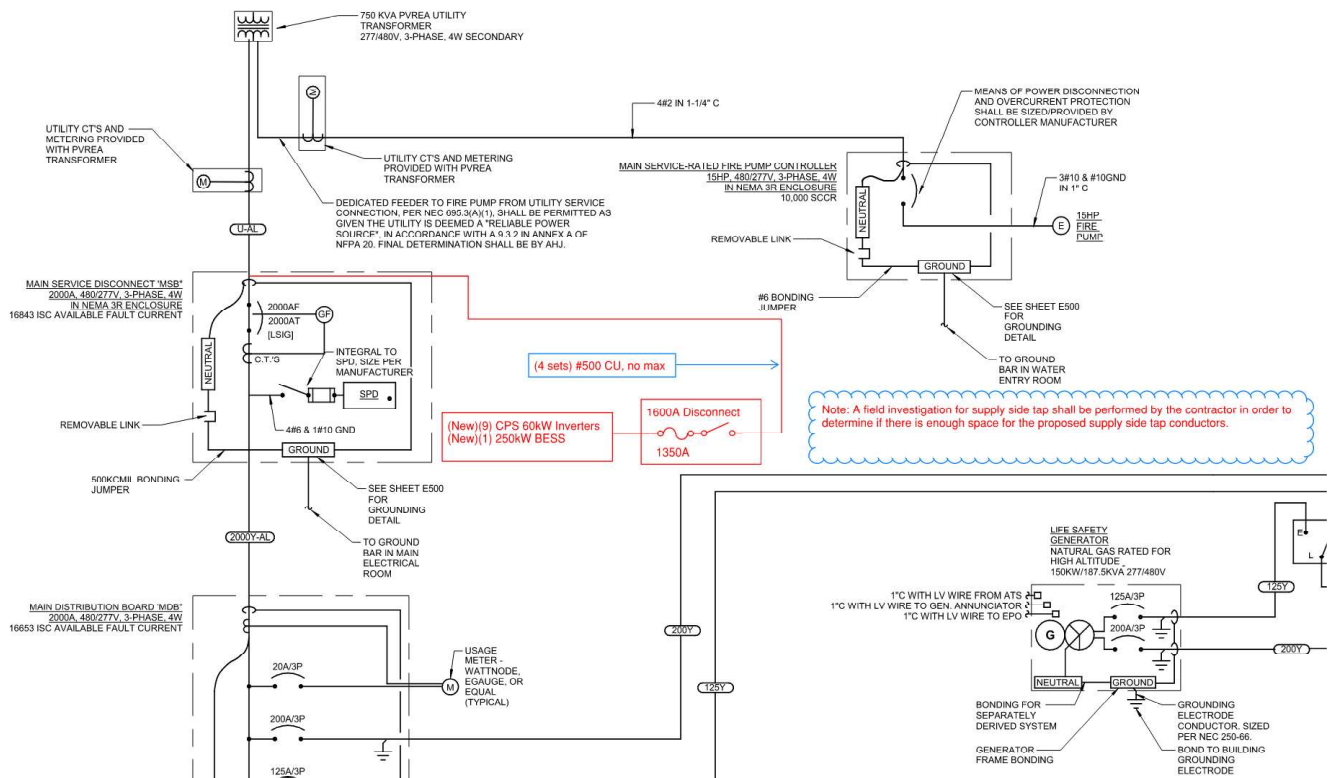 750 KVA PVREA UTILITY
TRANSFORMER
277/480V, 3-PHASE, 4W SECONDARY
M
4#2 IN 1-1/4" C
MEANS OF POWER DISCONNECTION
AND OVERCURRENT PROTECTION
SHALL BE SIZED/PROVIDED BY
CONTROLLER MANUFACTURER
UTILITY CT'S AND
METERING PROVIDED
WITH PVREA
TRANSFORMER
UTILITY CT'S AND METERING
PROVIDED WITH PVREA
TRANSFORMER
M
MAIN SERVICE-RATED FIRE PUMP CONTROLLER
15HP, 480/277V, 3-PHASE, 4W
IN NEMA 3R ENCLOSURE
10,000 SCCR
NEUTRAL
3#10 & #10GND
IN 1" C
DEDICATED FEEDER TO FIRE PUMP FROM UTILITY SERVICE
CONNECTION, PER NEC 695.3(A)(1), SHALL BE PERMITTED AS
GIVEN THE UTILITY IS DEEMED A "RELIABLE POWER
SOURCE", IN ACCORDANCE WITH A.9.3.2 IN ANNEX A OF
NFPA 20. FINAL DETERMINATION SHALL BE BY AHJ.
E
15HP
FIRE
PUMP
REMOVABLE LINK
U-AL
GROUND
MAIN SERVICE DISCONNECT 'MSB'
2000A, 480/277V, 3-PHASE, 4W
IN NEMA 3R ENCLOSURE
16843 ISC AVAILABLE FAULT CURRENT
2000AF
2000AT
[LSIG]
GF
#6 BONDING
JUMPER
SEE SHEET E500
FOR
GROUNDING
DETAIL
NEUTRAL
C.T.'S
INTEGRAL TO
SPD, SIZE PER
MANUFACTURER
SPD
(4 sets) #500 CU, no max
TO GROUND
BAR IN WATER
ENTRY ROOM
REMOVABLE LINK
4#6 & 1#10 GND
GROUND
(New)(9) CPS 60kW Inverters
(New)(1) 250kW BESS
1600A Disconnect
1350A
Note: A field investigation for supply side tap shall be performed by the contractor in order to
determine if there is enough space for the proposed supply side tap conductors.
500KCMIL BONDING
JUMPER
SEE SHEET E500
FOR
GROUNDING
DETAIL
2000Y-AL
TO GROUND
BAR IN MAIN
ELECTRICAL
ROOM
LIFE SAFETY
GENERATOR
NATURAL GAS RATED FOR
HIGH ALTITUDE
150KW/187.5KVA 277/480V
E
L
125Y
MAIN DISTRIBUTION BOARD 'MDB'
2000A, 480/277V, 3-PHASE, 4W
16653 ISC AVAILABLE FAULT CURRENT
1"C WITH LV WIRE FROM ATS
1"C WITH LV WIRE TO GEN. ANNUNCIATOR
1"C WITH LV WIRE TO EPO
125A/3P
200A/3P
G
200Y
200Y
20A/3P
M
USAGE
METER -
WATTNODE,
EGAUGE, OR
EQUAL
(TYPICAL)
125Y
NEUTRAL
GROUND
200A/3P
BONDING FOR
SEPARATELY
DERIVED SYSTEM
GROUNDING
ELECTRODE
CONDUCTOR. SIZED
PER NEC 250-66.
GENERATOR
FRAME BONDING
BOND TO BUILDING
GROUNDING
ELECTRODE
125A/3P